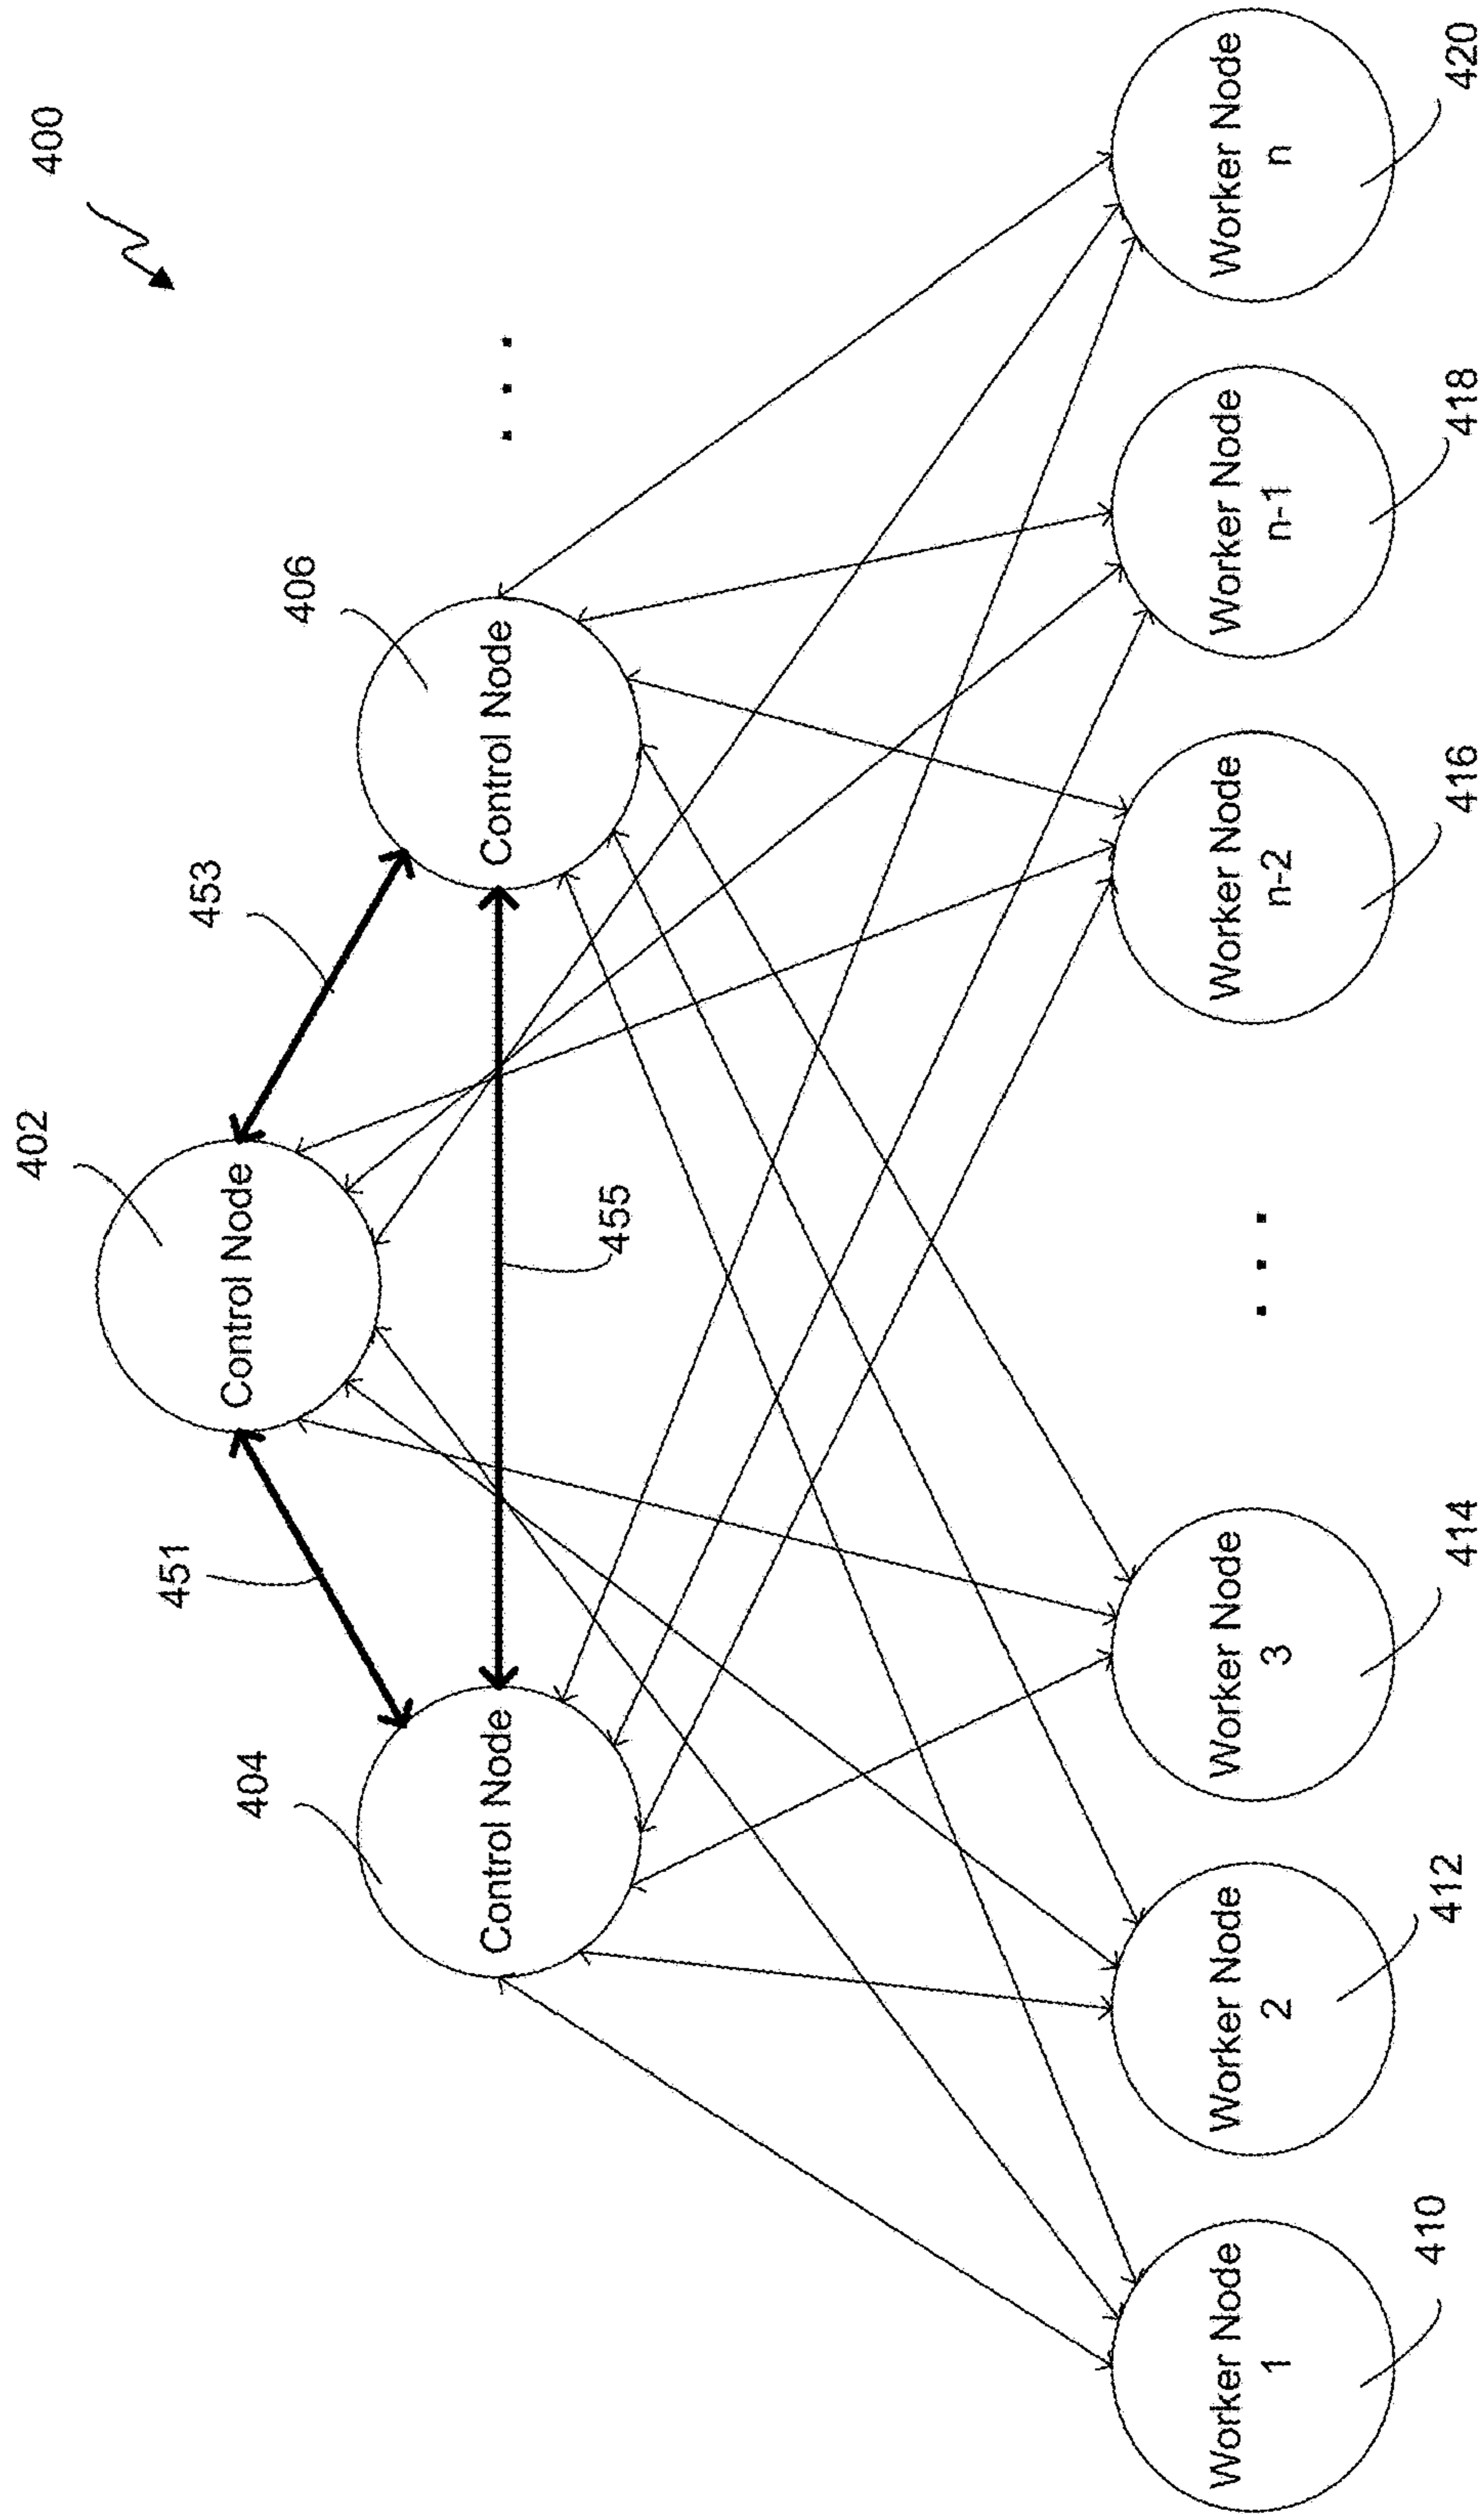 400
402
451
453
404
406
Control Node
Control Node
Control Node
455
. . .
Worker Node
1
Worker Node
2
Worker Node
3
. . .
Worker Node
n-2
Worker Node
n-1
Worker Node
n
410
412
414
416
418
420